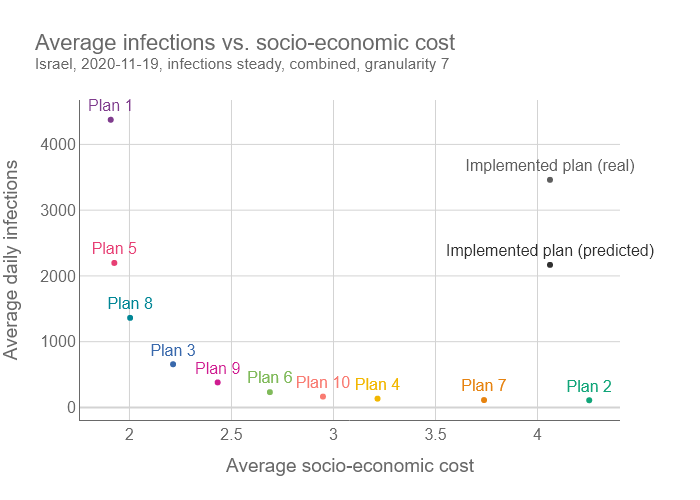 Average infections vs. socio-economic cost
Israel, 2020-11-19, infections steady, combined, granularity 7
Average daily infections
4000
3000
2000
1000
0
Plan 1
Implemented plan (real)
Plan 5
Implemented plan (predicted)
Plan 8
Plan 3
Plan 9
Plan 6
Plan 10
Plan 4
Plan 7
Plan 2
2
2.5
3
3.5
4
Average socio-economic cost